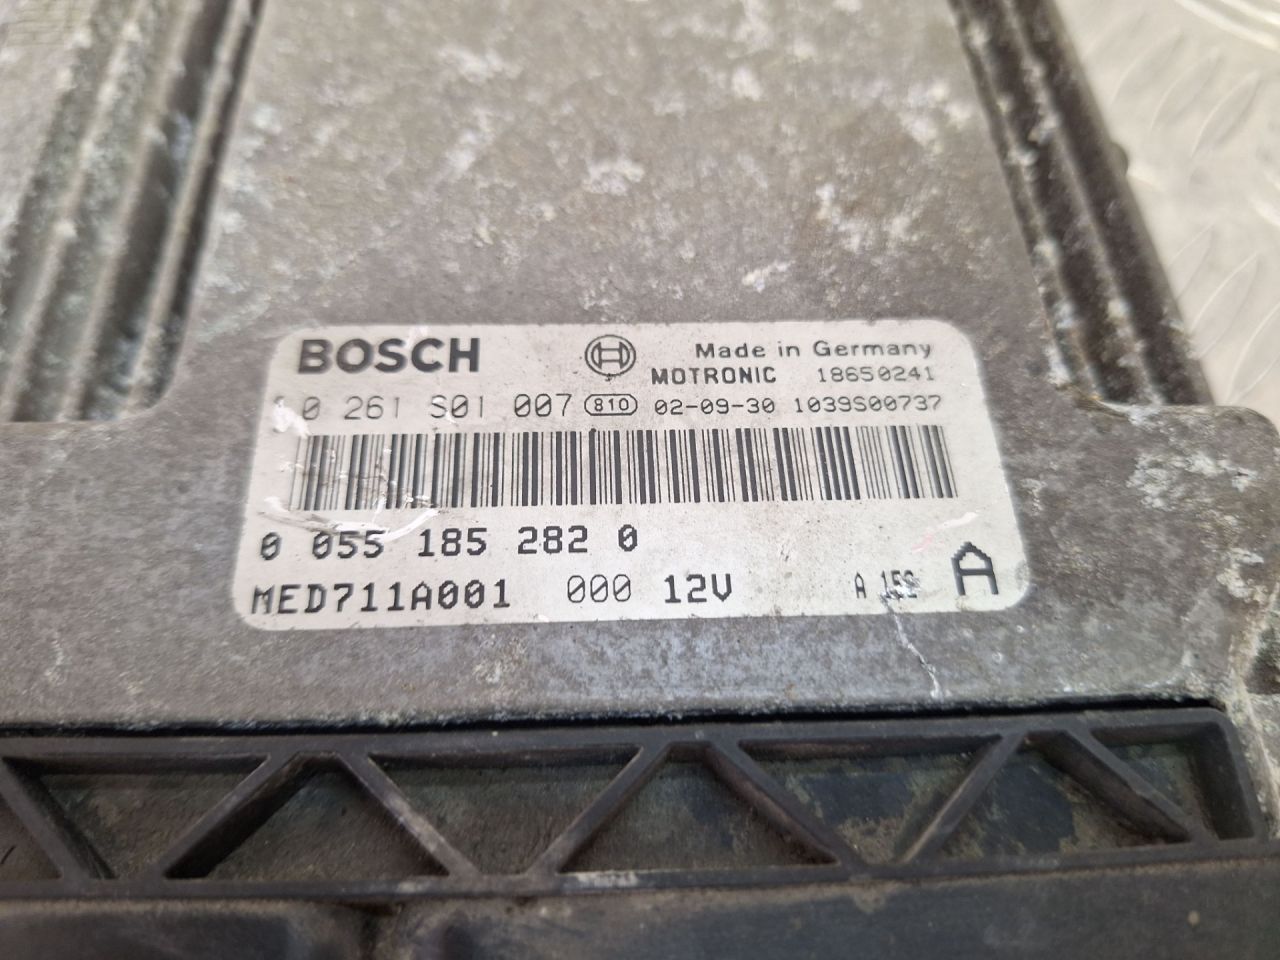 BOSCH Made in Germany
MOTRONIC 18650241
0 261 S01 007 810 02-09-30 1039S00737
0 055 185 282 0
MED711A001 000 12V A A